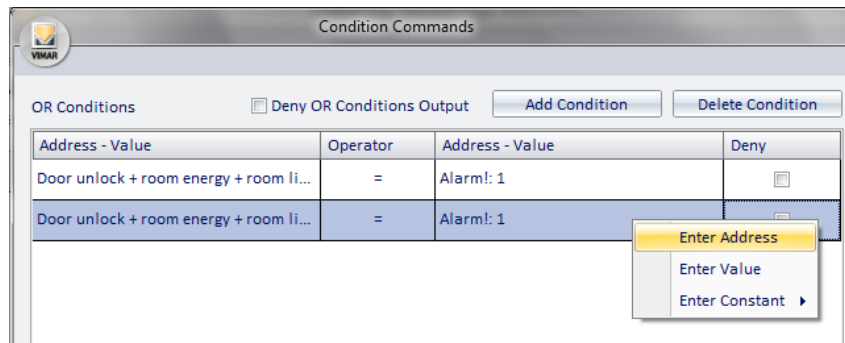 Condition Commands
VIMAR
OR Conditions Deny OR Conditions Output Add Condition Delete Condition
Address - Value Operator Address - Value Deny
Door unlock + room energy + room li... = Alarm!: 1
Door unlock + room energy + room li... = Alarm!: 1
Enter Address
Enter Value
Enter Constant